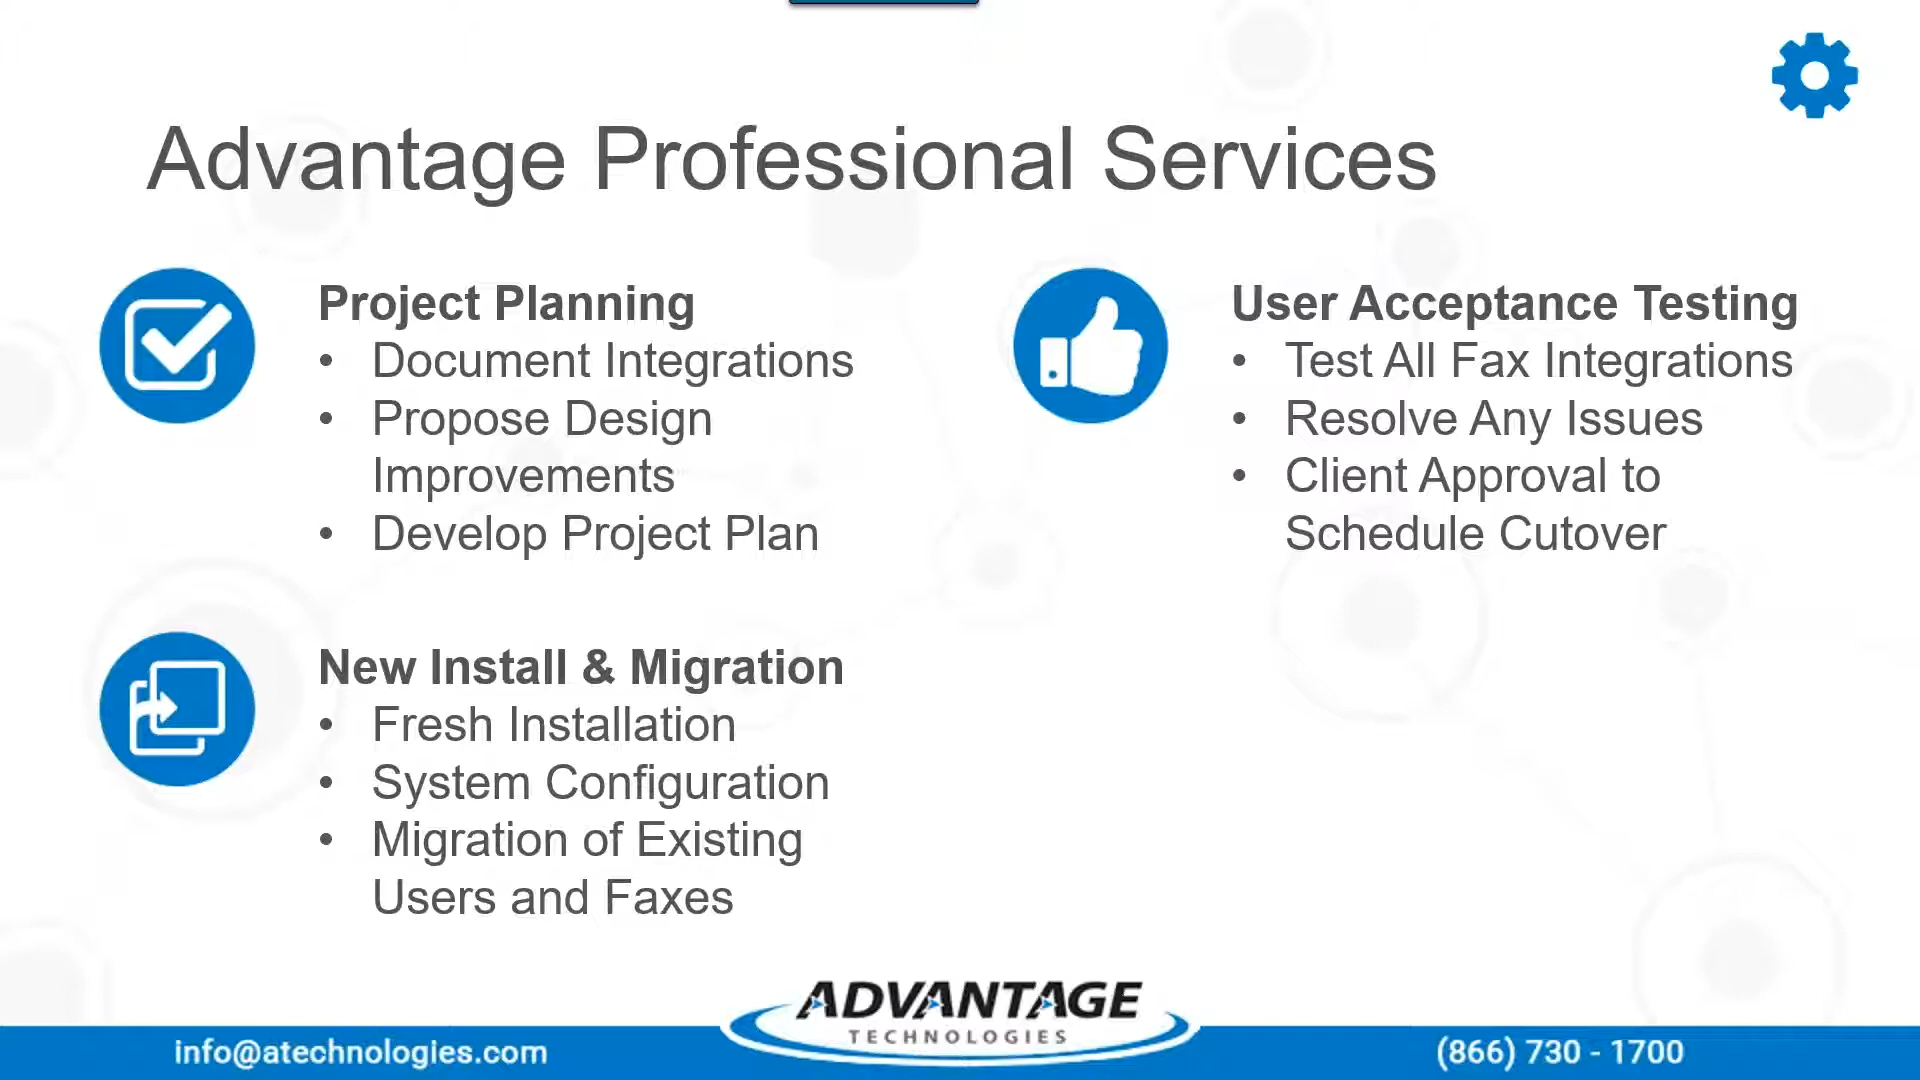 Advantage Professional Services
Project Planning
• Document Integrations
• Propose Design
Improvements
• Develop Project Plan
New Install & Migration
• Fresh Installation
• System Configuration
• Migration of Existing
Users and Faxes
User Acceptance Testing
• Test All Fax Integrations
• Resolve Any Issues
• Client Approval to
Schedule Cutover
ADVANTAGE
TECHNOLOGIES
info@atechnologies.com
(866) 730 - 1700